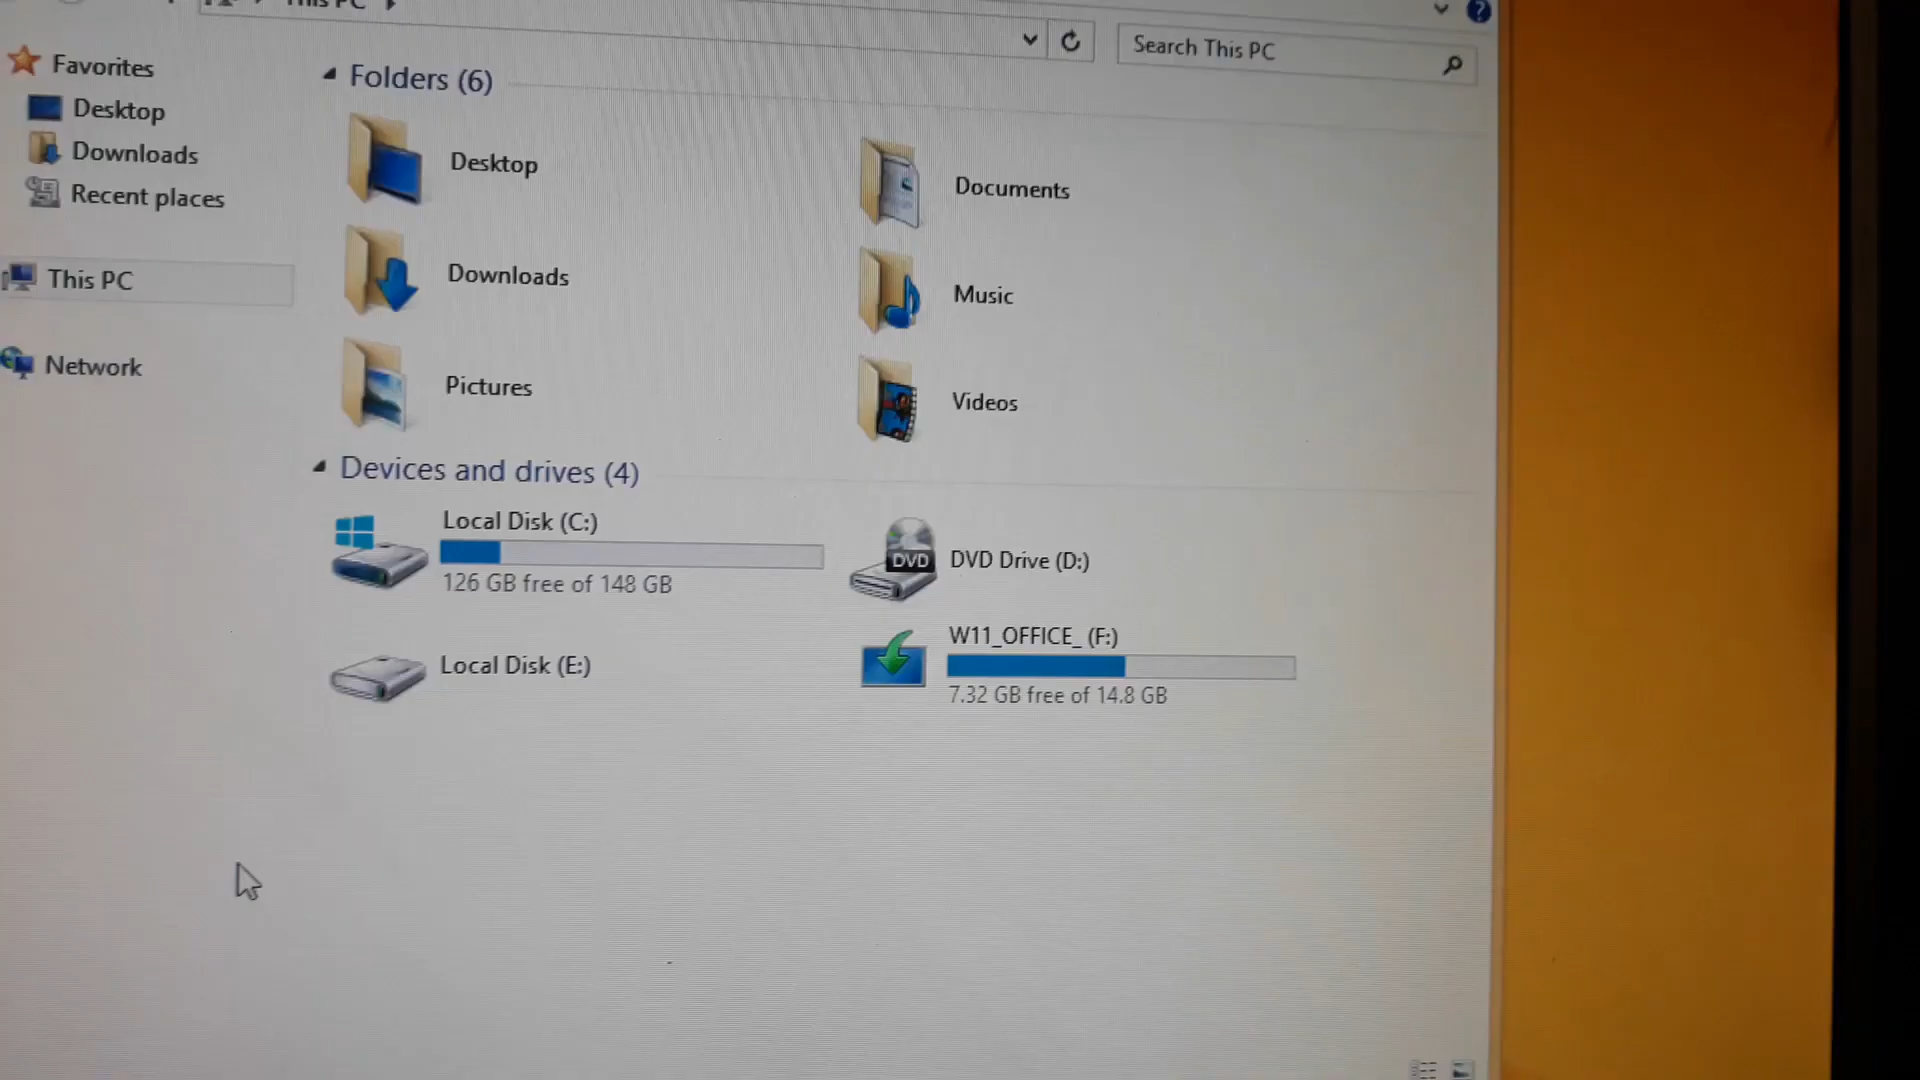 This PC
Search This PC
Favorites
Desktop
Downloads
Recent places
This PC
Network
Folders (6)
Desktop
Documents
Downloads
Music
Pictures
Videos
Devices and drives (4)
Local Disk (C:)
126 GB free of 148 GB
DVD
DVD Drive (D:)
Local Disk (E:)
W11_OFFICE_ (F:)
7.32 GB free of 14.8 GB